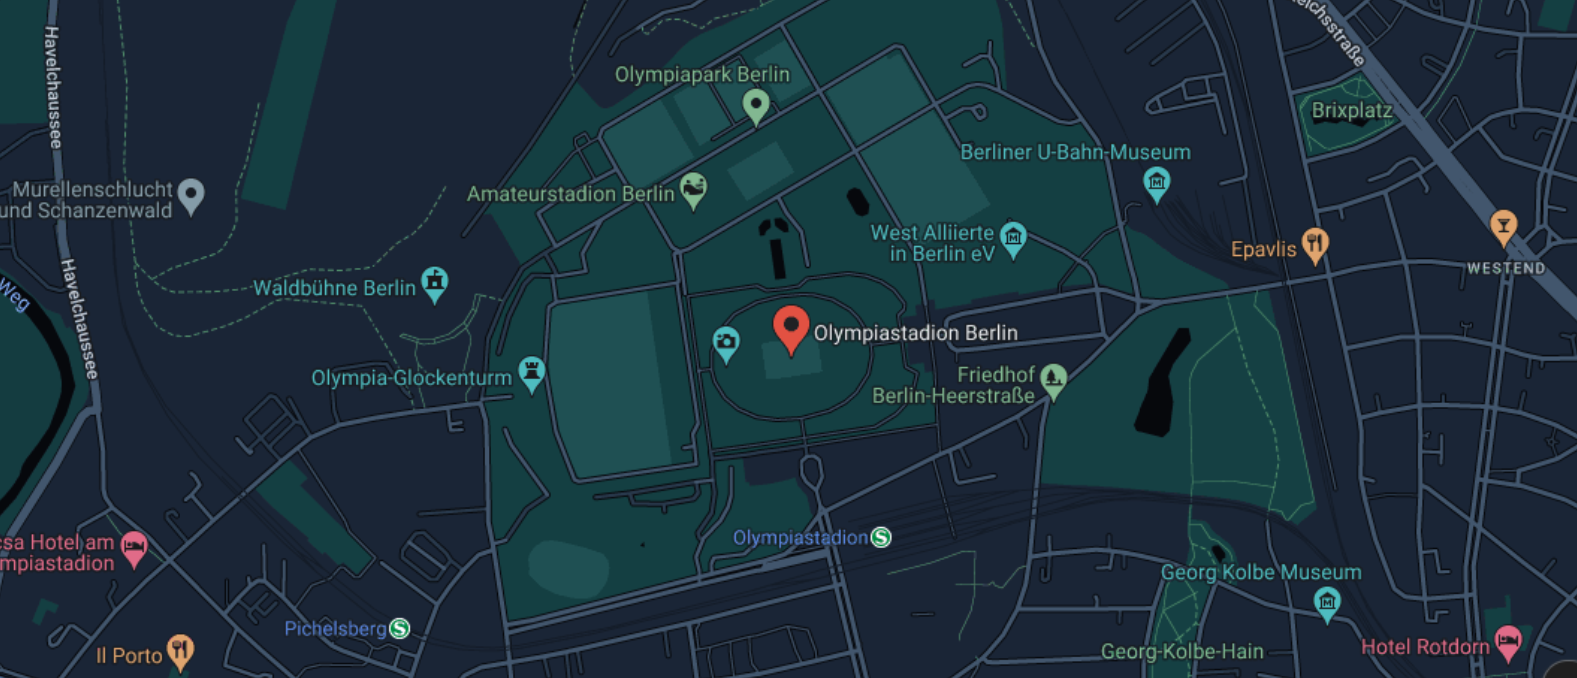 Havelchaussee
eichsstraße
Olympiapark Berlin
Brixplatz
Berliner U-Bahn-Museum
Murellenschlucht
und Schanzenwald
Amateurstadion Berlin
West Alliierte
in Berlin eV
Epavlis
WESTEND
Havelchaussee
Weg
Waldbühne Berlin
Olympiastadion Berlin
Olympia-Glockenturm
Friedhof
Berlin-Heerstraße
Olympiastadion
S
csa Hotel am
mpiastadion
Georg Kolbe Museum
Pichelsberg
S
Il Porto
Georg-Kolbe-Hain
Hotel Rotdorn